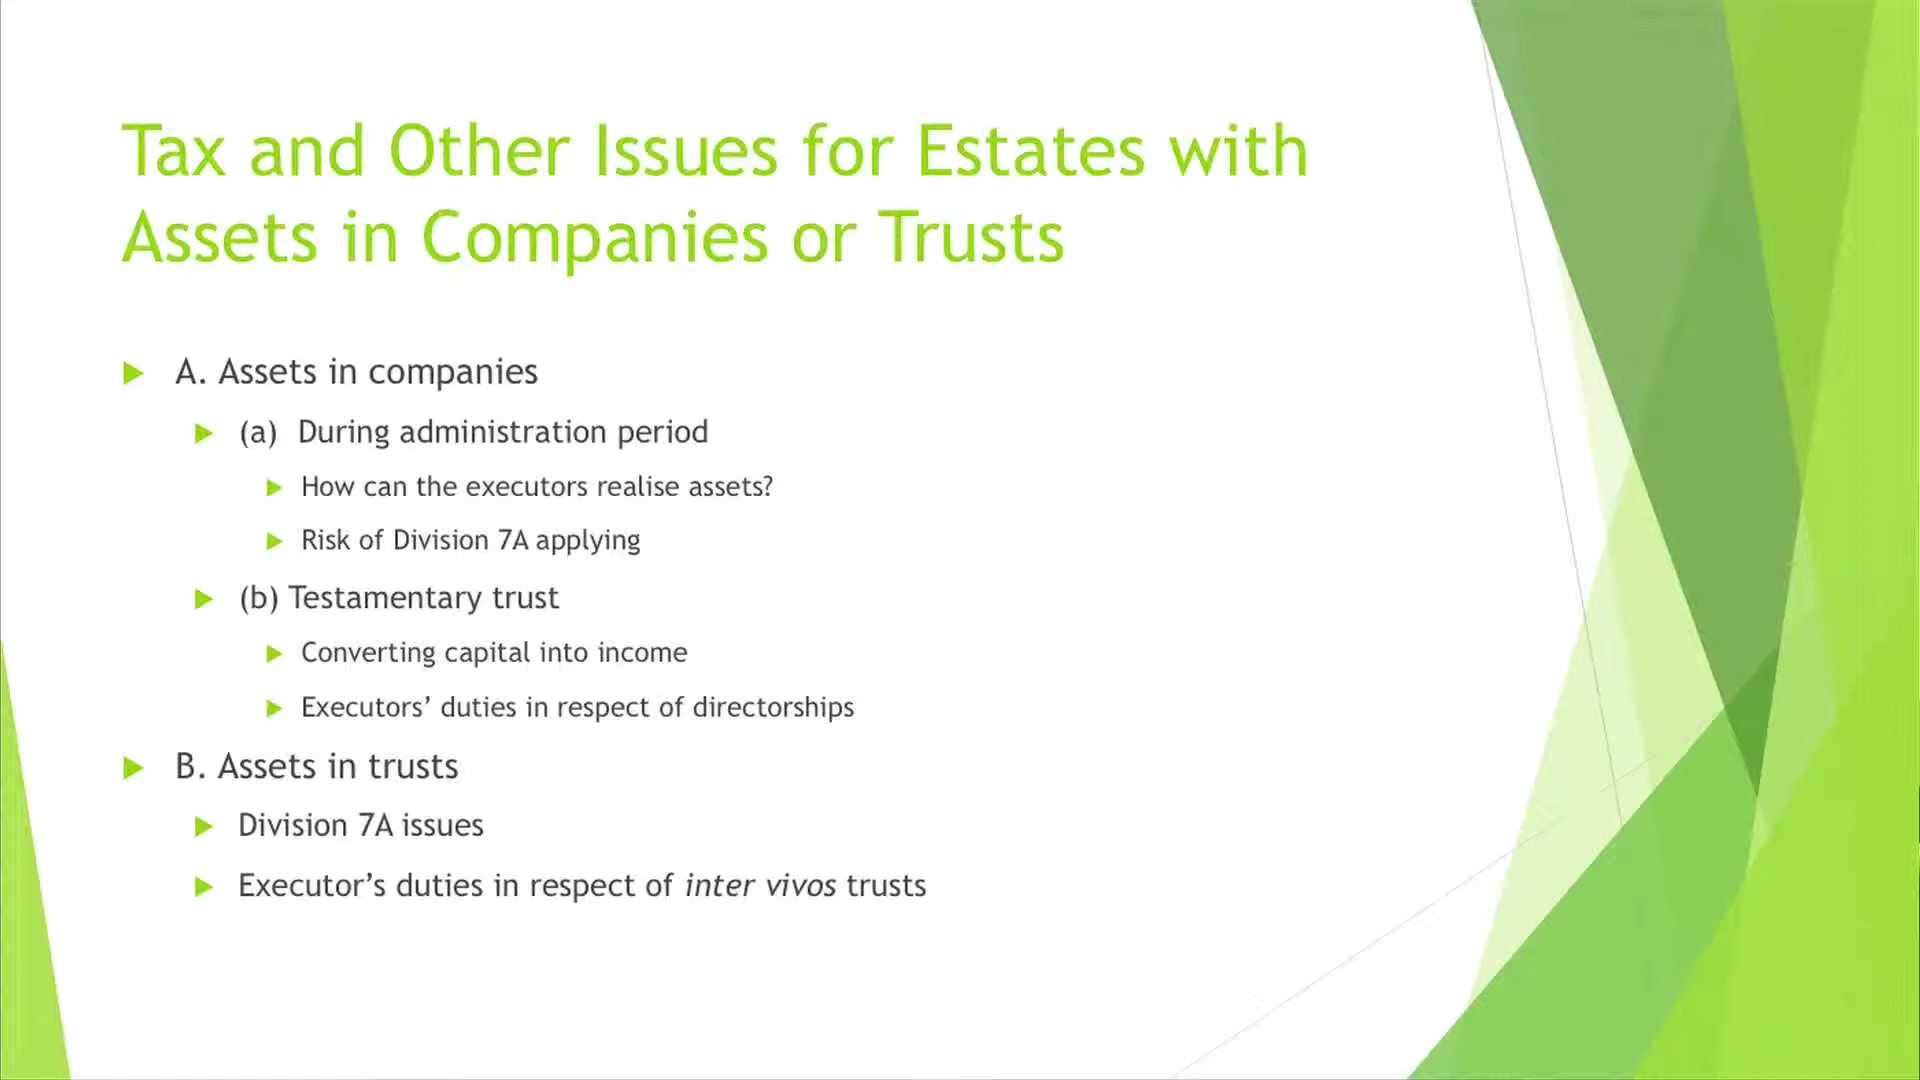 Tax and Other Issues for Estates with
Assets in Companies or Trusts
A. Assets in companies
(a) During administration period
How can the executors realise assets?
Risk of Division 7A applying
(b) Testamentary trust
Converting capital into income
Executors’ duties in respect of directorships
B. Assets in trusts
Division 7A issues
Executor’s duties in respect of inter vivos trusts